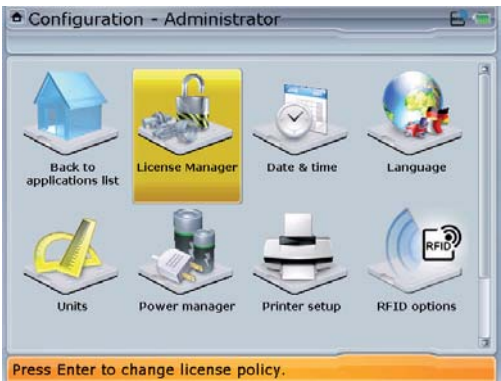 Configuration - Administrator
Back to
applications list
License Manager
Date & time
Language
Units
Power manager
Printer setup
RFID
RFID options
Press Enter to change license policy.